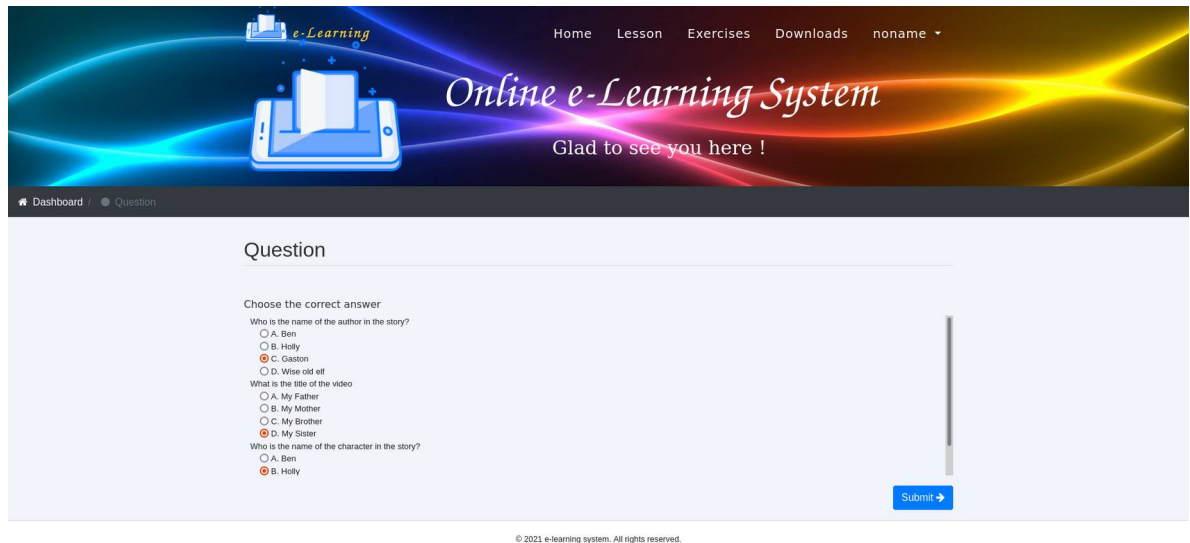 e-Learning
Home Lesson Exercises Downloads noname
Online e-Learning System
Glad to see you here !
Dashboard / Question
Question
Choose the correct answer
Who is the name of the author in the story?
A. Ben
B. Holly
C. Gaston
D. Wise old elf
What is the title of the video
A. My Father
B. My Mother
C. My Brother
D. My Sister
Who is the name of the character in the story?
A. Ben
B. Holly
Submit
© 2021 e-learning system. All rights reserved.